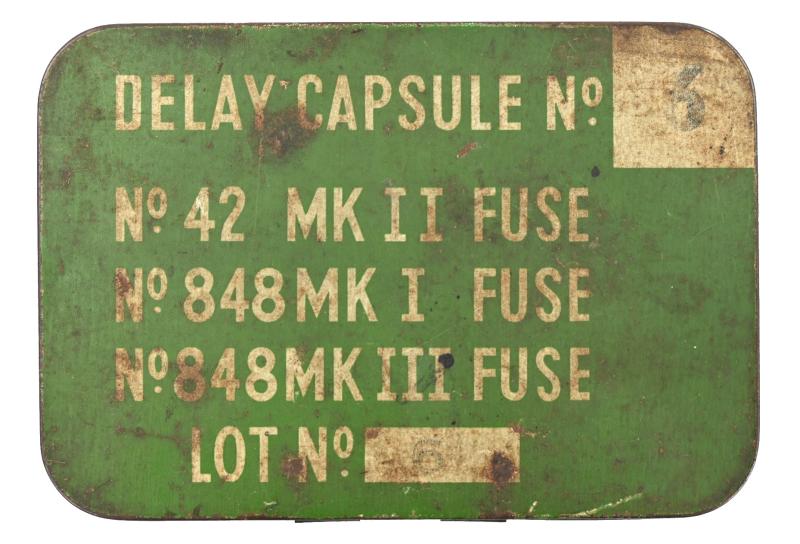 DELAY CAPSULE Nº 6
Nº 42 MK II FUSE
Nº 848 MK I FUSE
Nº 848 MK III FUSE
LOT Nº 6